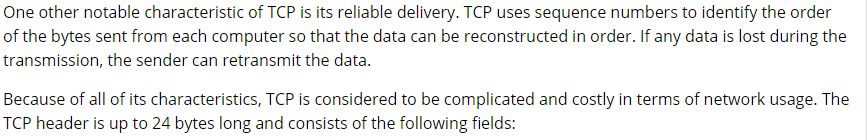 One other notable characteristic of TCP is its reliable delivery. TCP uses sequence numbers to identify the order
of the bytes sent from each computer so that the data can be reconstructed in order. If any data is lost during the
transmission, the sender can retransmit the data.
Because of all of its characteristics, TCP is considered to be complicated and costly in terms of network usage. The
TCP header is up to 24 bytes long and consists of the following fields: